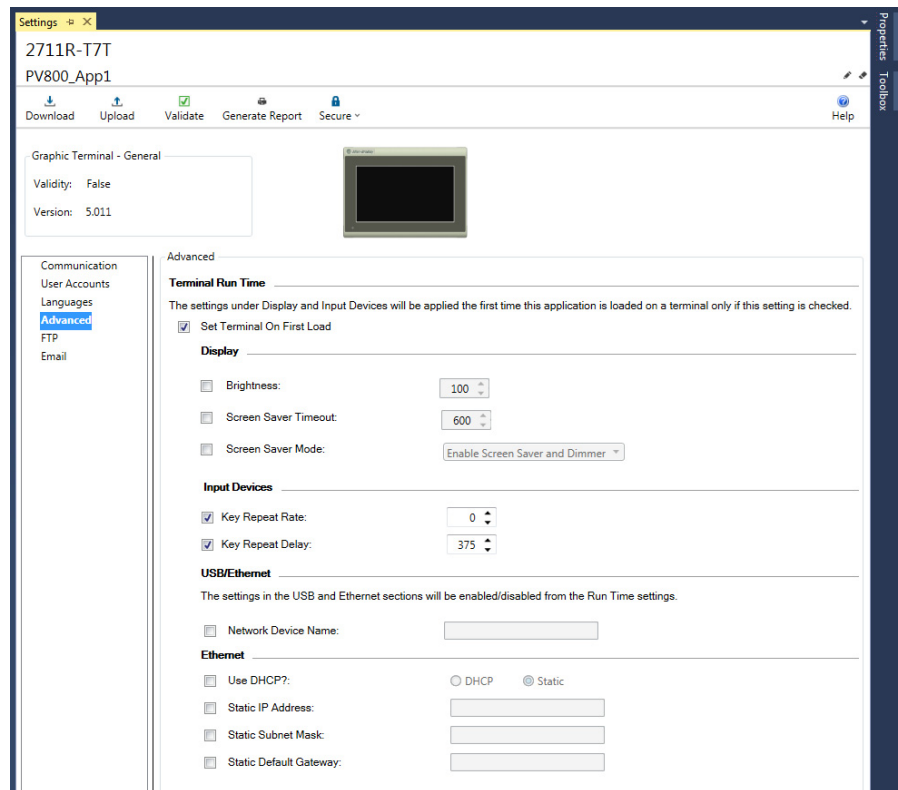 Settings
2711R-T7T
PV800_App1
Download Upload Validate Generate Report Secure Help
Properties
Toolbox
Graphic Terminal - General
Validity: False
Version: 5.011
Communication
User Accounts
Languages
Advanced
FTP
Email
Advanced
Terminal Run Time
The settings under Display and Input Devices will be applied the first time this application is loaded on a terminal only if this setting is checked.
Set Terminal On First Load
Display
Brightness: 100
Screen Saver Timeout: 600
Screen Saver Mode: Enable Screen Saver and Dimmer
Input Devices
Key Repeat Rate: 0
Key Repeat Delay: 375
USB/Ethernet
The settings in the USB and Ethernet sections will be enabled/disabled from the Run Time settings.
Network Device Name:
Ethernet
Use DHCP?: DHCP Static
Static IP Address:
Static Subnet Mask:
Static Default Gateway: